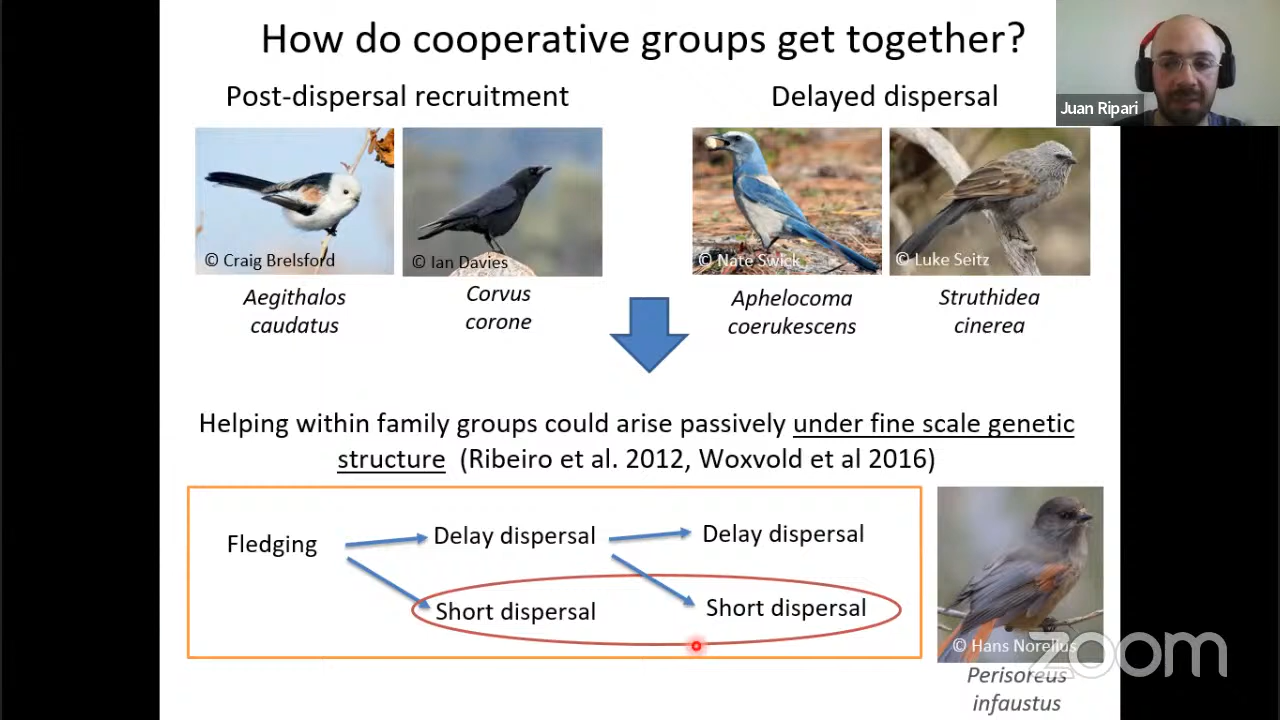 How do cooperative groups get together?
Post-dispersal recruitment
Delayed dispersal
Juan Ripari
© Craig Brelsford
© Ian Davies
© Nate Swick
© Luke Seitz
Aegithalos
caudatus
Corvus
corone
Aphelocoma
coerukescens
Struthidea
cinerea
Helping within family groups could arise passively under fine scale genetic
structure (Ribeiro et al. 2012, Woxvold et al 2016)
Fledging
Delay dispersal
Delay dispersal
Short dispersal
Short dispersal
© Hans Norelius
zoom
Perisoreus
infaustus